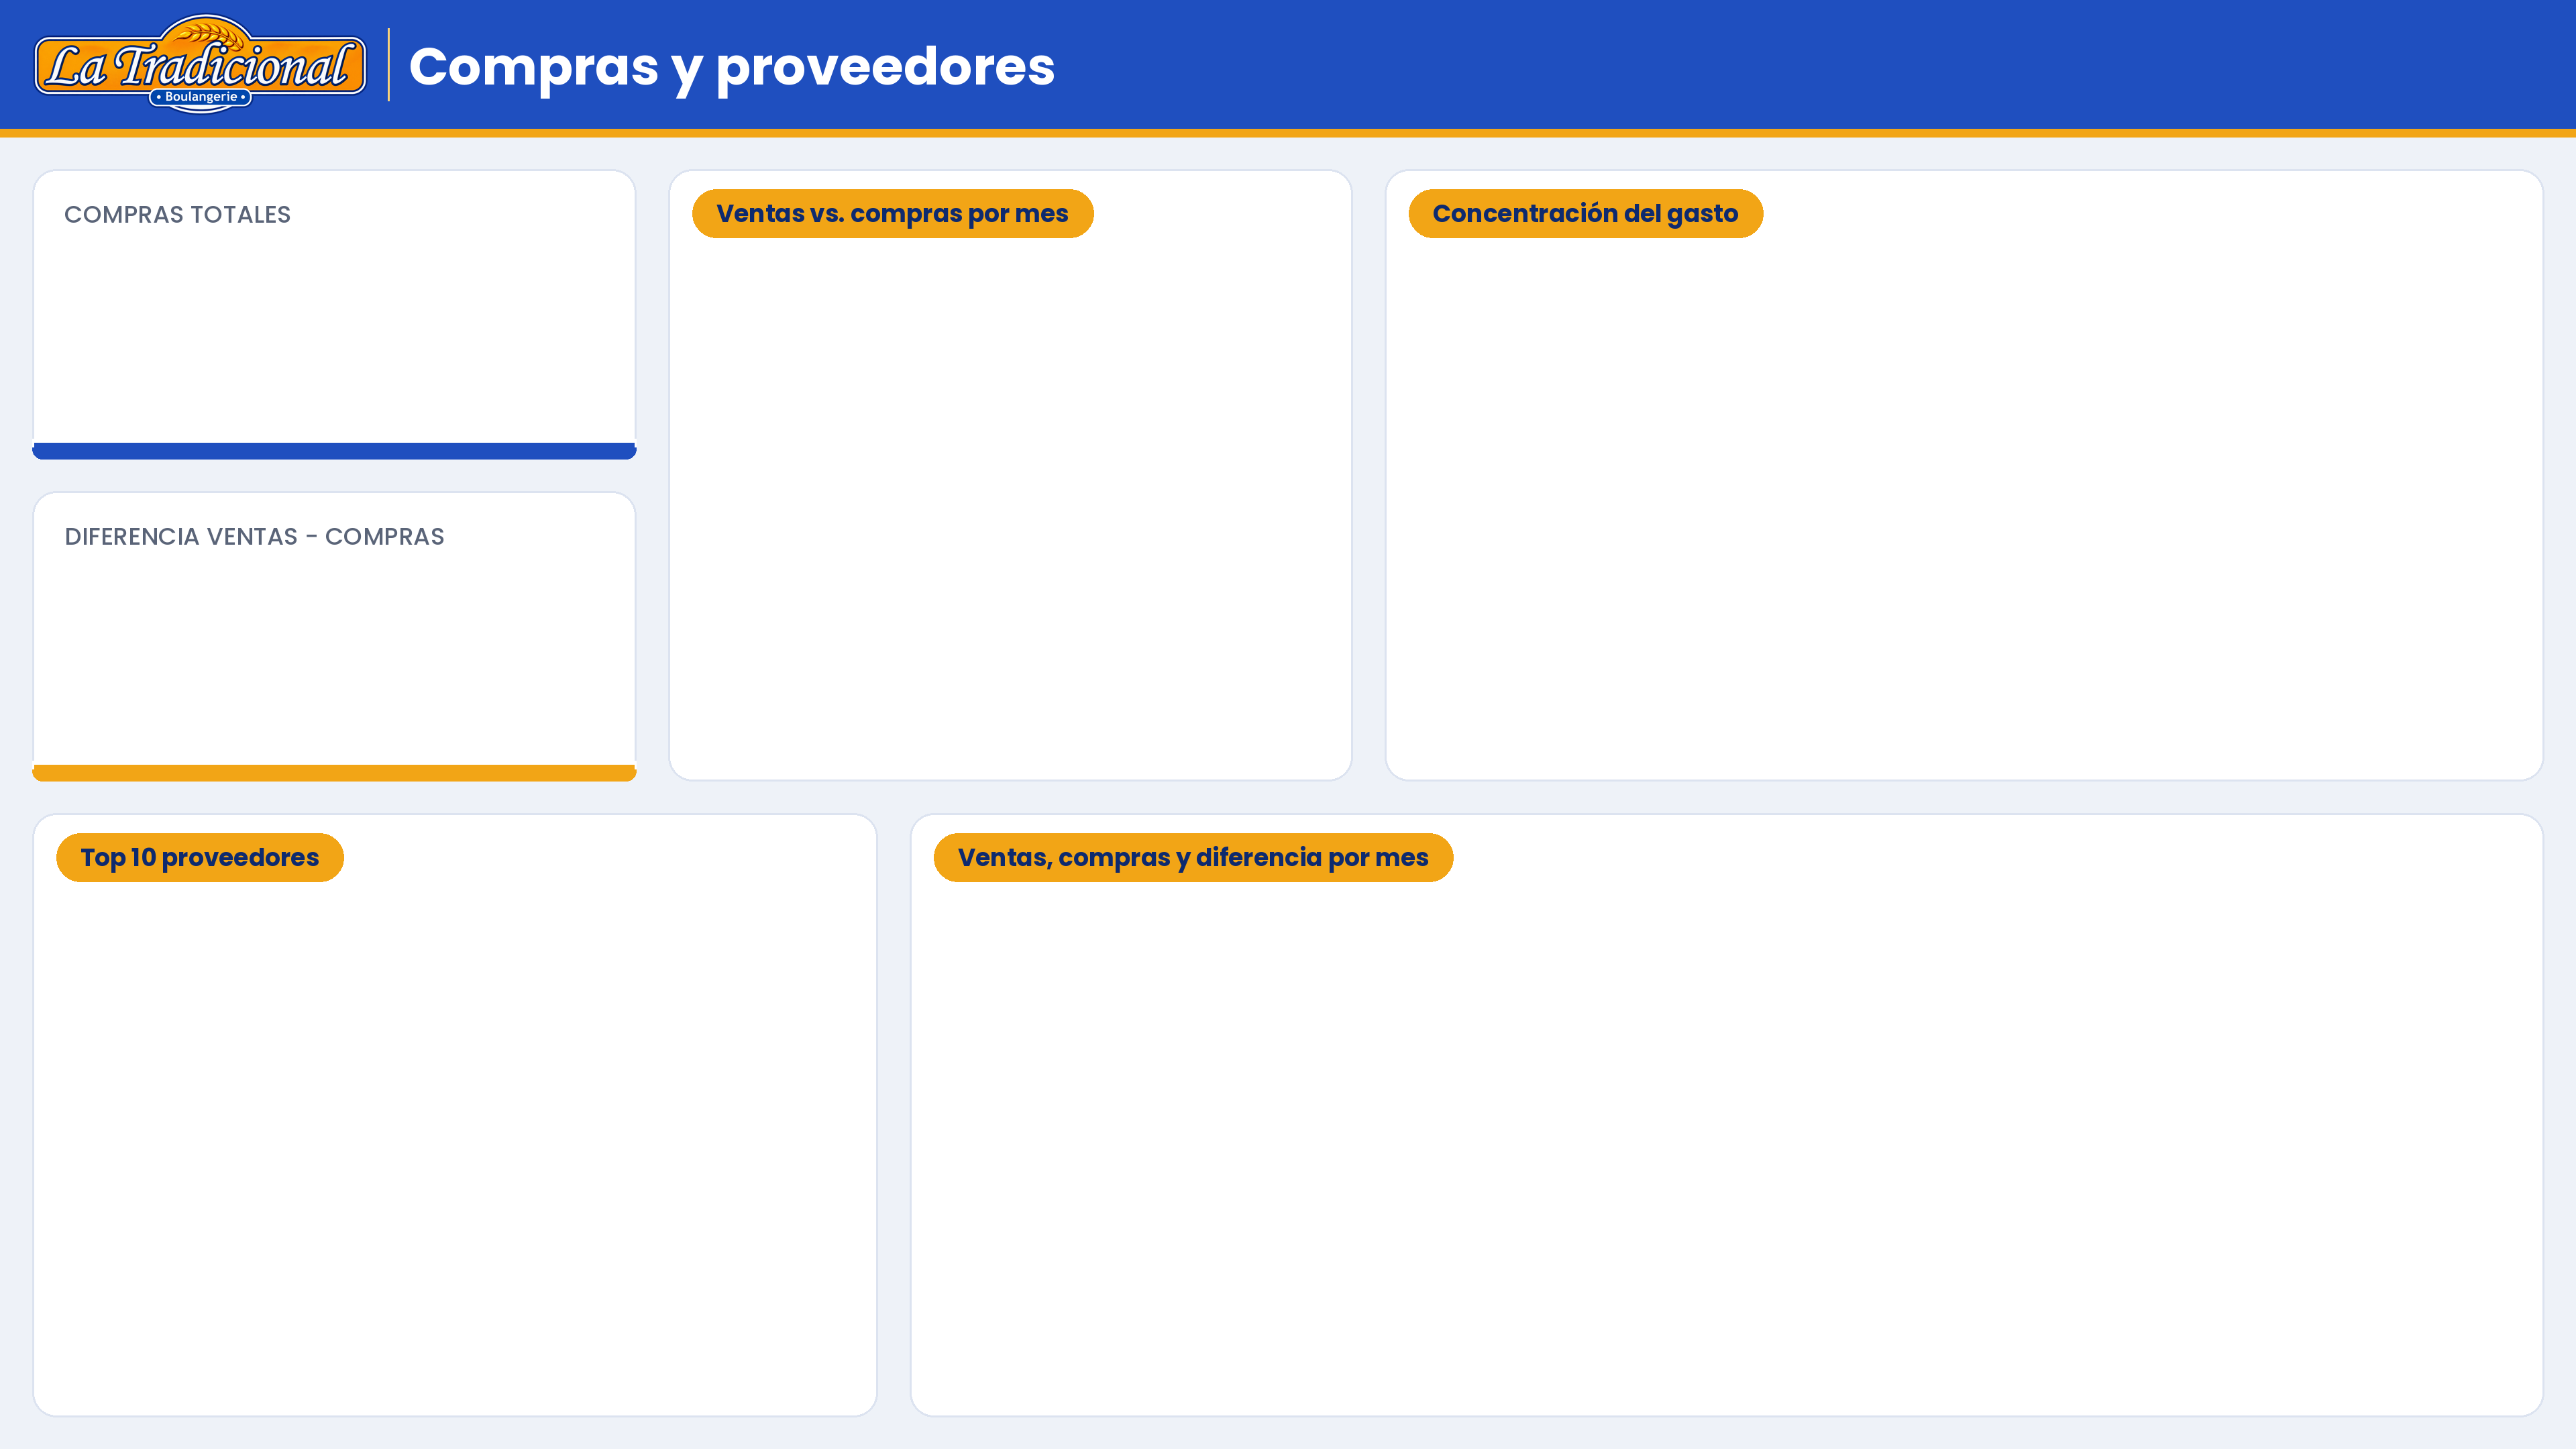 La Tradicional
• Boulangerie •
Compras y proveedores
COMPRAS TOTALES
Ventas vs. compras por mes
Concentración del gasto
DIFERENCIA VENTAS - COMPRAS
Top 10 proveedores
Ventas, compras y diferencia por mes